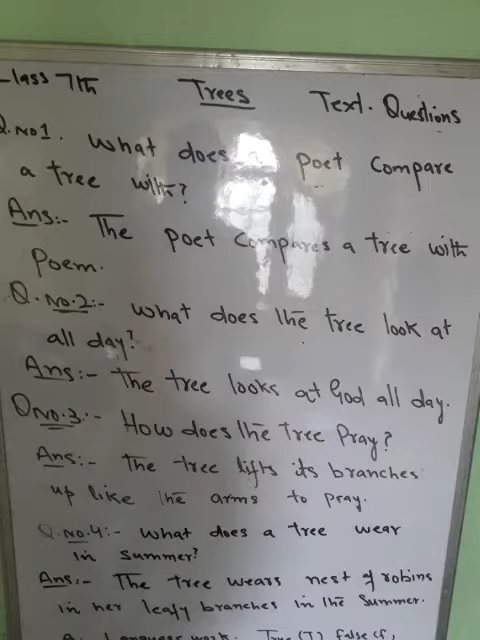 Class 7th Trees Text. Questions
Q.No1. What does a poet Compare
a tree with?
Ans:- The poet Compares a tree with
Poem.
Q.No.2:- What does the tree look at
all day?
Ans:- The tree looks at God all day.
Q No.3:- How does the Tree Pray?
Ans:- The tree lifts its branches
up like the arms to pray.
Q.No.4:- What does a tree wear
in summer?
Ans:- The tree wears nest of robins
in her leafy branches in the Summer.
Language work. True (T) false (F,